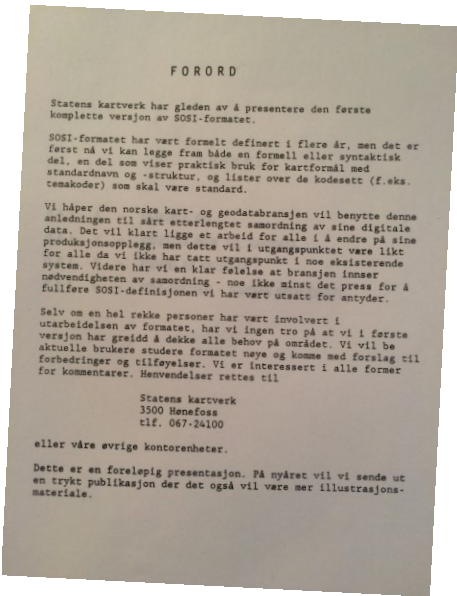 FORORD
Statens kartverk har gleden av å presentere den første
komplette versjon av SOSI-formatet.
SOSI-formatet har vært formelt definert i flere år, men det er
først nå vi kan legge fram både en formell eller syntaktisk
del, en del som viser praktisk bruk for kartformål med
standardnavn og -struktur, og lister over de kodesett (f.eks.
temakoder) som skal være standard.
Vi håper den norske kart- og geodatabransjen vil benytte denne
anledningen til sårt etterlengtet samordning av sine digitale
data. Det vil klart ligge et arbeid for alle i å endre på sine
produksjonsopplegg, men dette vil i utgangspunktet være likt
for alle da vi ikke har tatt utgangspunkt i noe eksisterende
system. Videre har vi en klar følelse at bransjen innser
nødvendigheten av samordning - noe ikke minst det press for å
fullføre SOSI-definisjonen vi har vært utsatt for antyder.
Selv om en hel rekke personer har vært involvert i
utarbeidelsen av formatet, har vi ingen tro på at vi i første
versjon har greidd å dekke alle behov på området. Vi vil be
aktuelle brukere studere formatet nøye og komme med forslag til
forbedringer og tilføyelser. Vi er interessert i alle former
for kommentarer. Henvendelser rettes til
Statens kartverk
3500 Hønefoss
tlf. 067-24100
eller våre øvrige kontorenheter.
Dette er en foreløpig presentasjon. På nyåret vil vi sende ut
en trykt publikasjon der det også vil være mer illustrasjons-
materiale.